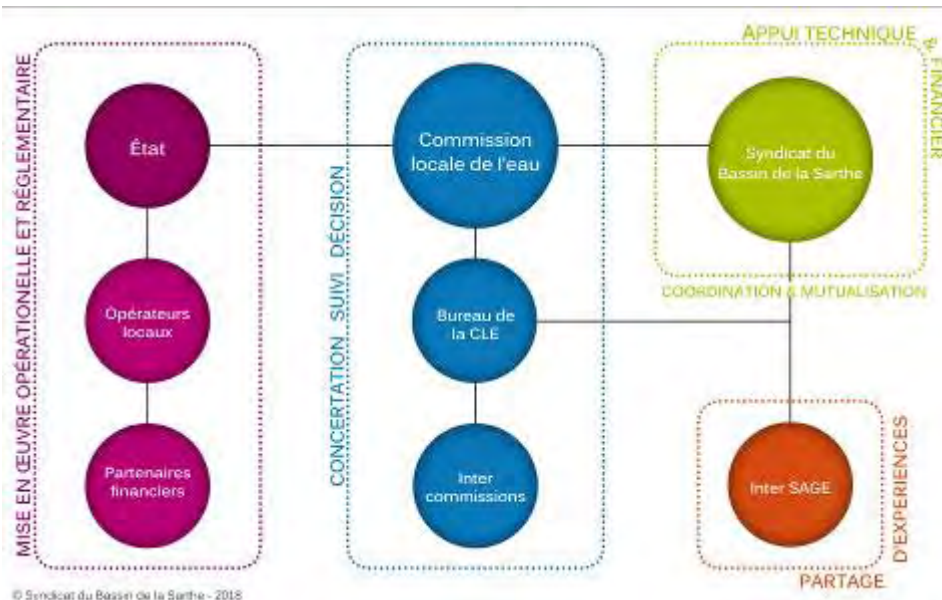 MISE EN ŒUVRE OPÉRATIONELLE ET RÉGLEMENTAIRE
État
Opérateurs
locaux
Partenaires
financiers
CONCERTATION SUIVI DÉCISION
Commission
locale de l'eau
Bureau de
la CLE
Inter
commissions
APPUI TECHNIQUE
& FINANCIER
Syndicat du
Bassin de la Sarthe
COORDINATION & MUTUALISATION
Inter SAGE
PARTAGE
D'EXPERIENCES
© Syndicat du Bassin de la Sarthe - 2018